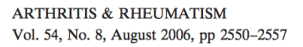 ARTHRITIS & RHEUMATISM
Vol. 54, No. 8, August 2006, pp 2550–2557